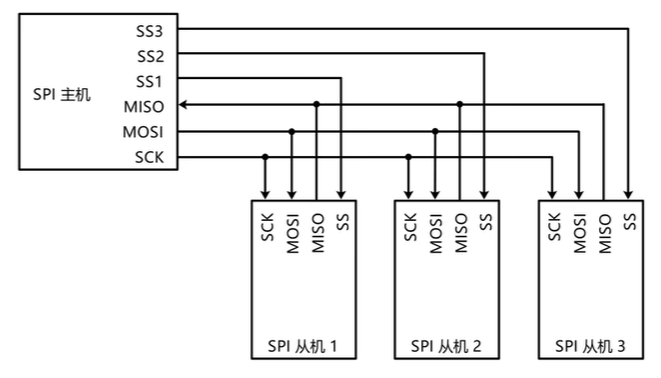 SS3
SS2
SS1
SPI 主机
MISO
MOSI
SCK
SCK MOSI MISO SS
SCK MOSI MISO SS
SCK MOSI MISO SS
SPI 从机 1
SPI 从机 2
SPI 从机 3